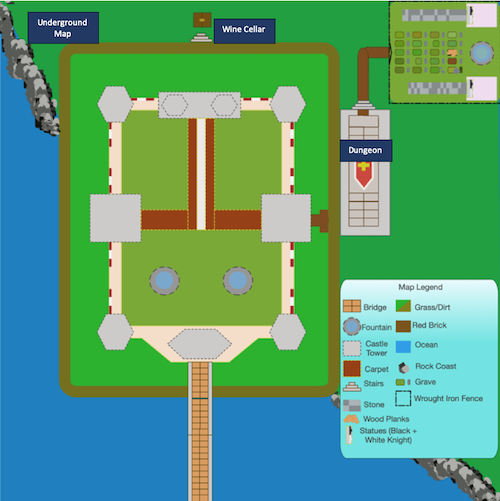 Underground
Map
Wine Cellar
Dungeon
Map Legend
Bridge
Grass/Dirt
Fountain
Red Brick
Castle
Tower
Ocean
Carpet
Rock Coast
Stairs
Grave
Stone
Wrought Iron Fence
Wood Planks
Statues (Black +
White Knight)